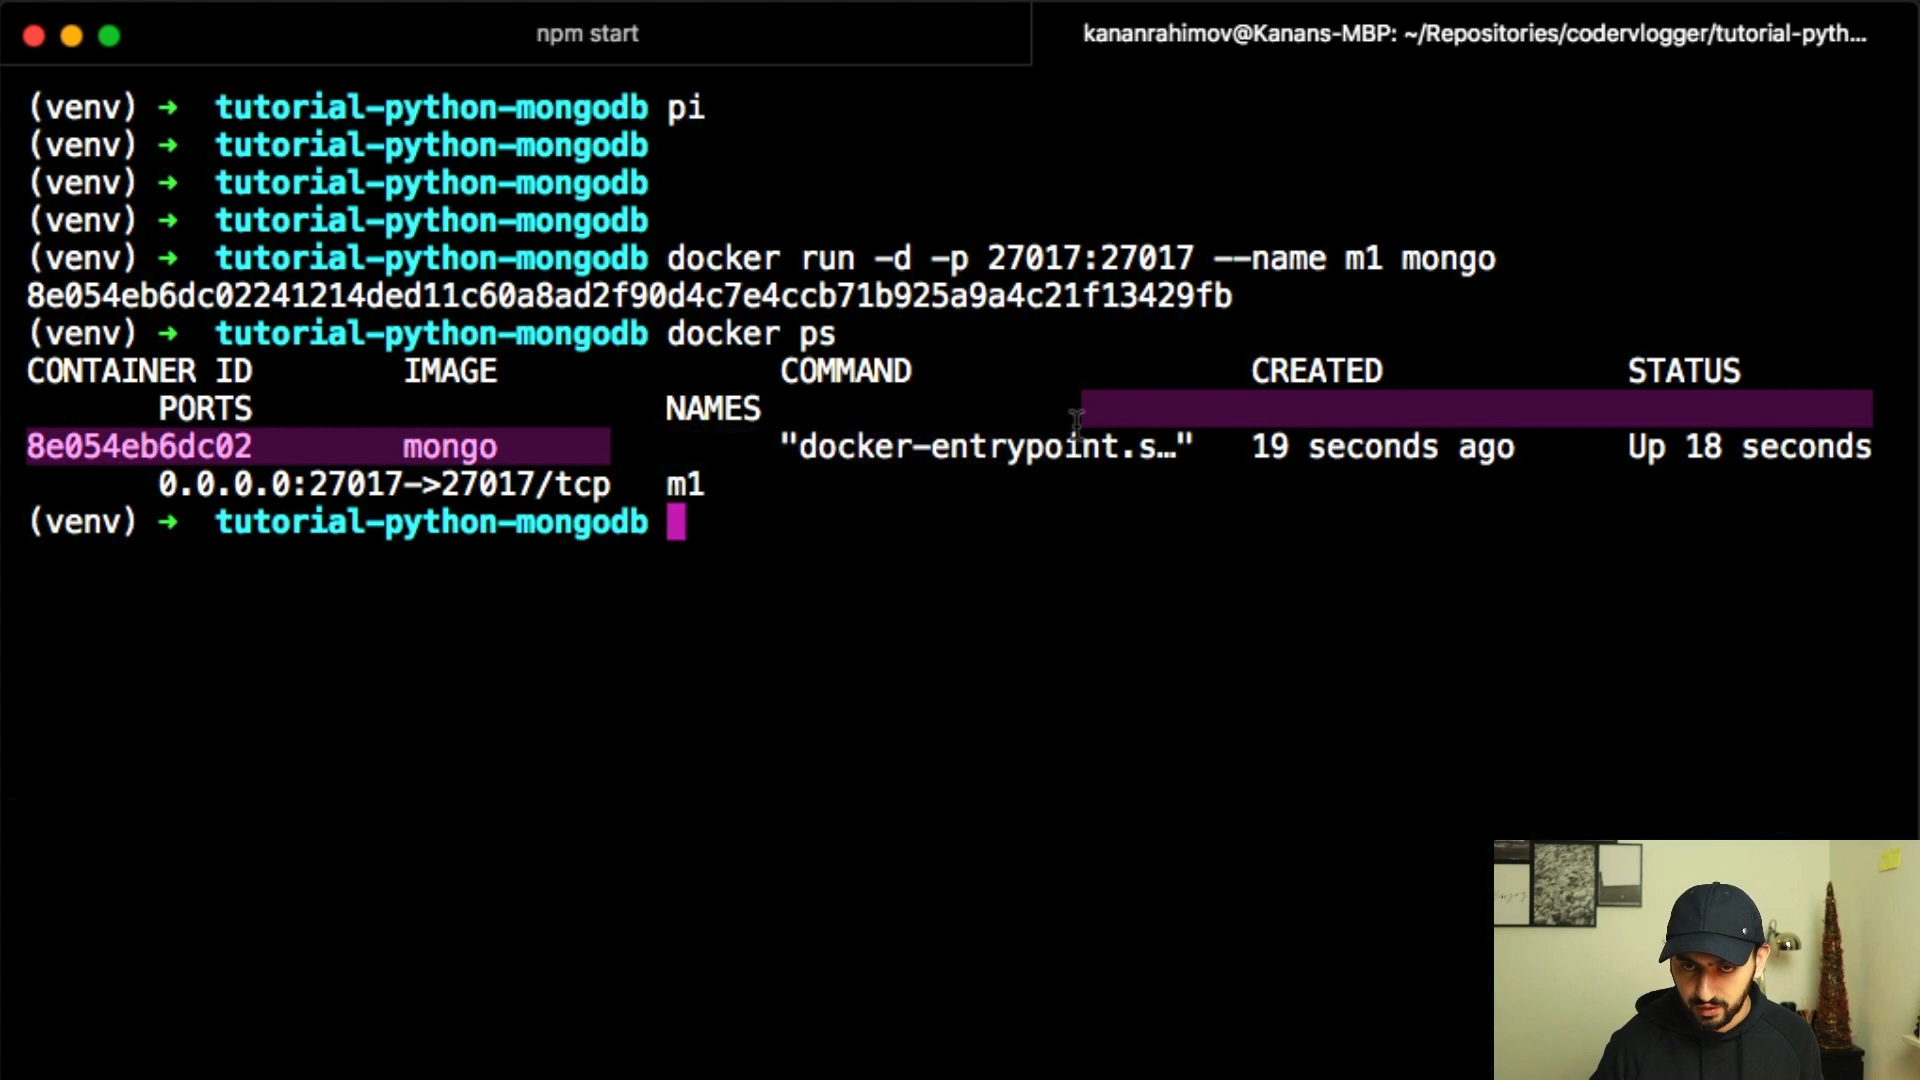 npm start
kananrahimov@Kanans-MBP: ~/Repositories/codervlogger/tutorial-pyth...
(venv) → tutorial-python-mongodb pi
(venv) → tutorial-python-mongodb
(venv) → tutorial-python-mongodb
(venv) → tutorial-python-mongodb
(venv) → tutorial-python-mongodb docker run -d -p 27017:27017 --name m1 mongo
8e054eb6dc02241214ded11c60a8ad2f90d4c7e4ccb71b925a9a4c21f13429fb
(venv) → tutorial-python-mongodb docker ps
CONTAINER ID IMAGE COMMAND CREATED STATUS
PORTS NAMES
8e054eb6dc02 mongo "docker-entrypoint.s…" 19 seconds ago Up 18 seconds
0.0.0.0:27017->27017/tcp m1
(venv) → tutorial-python-mongodb